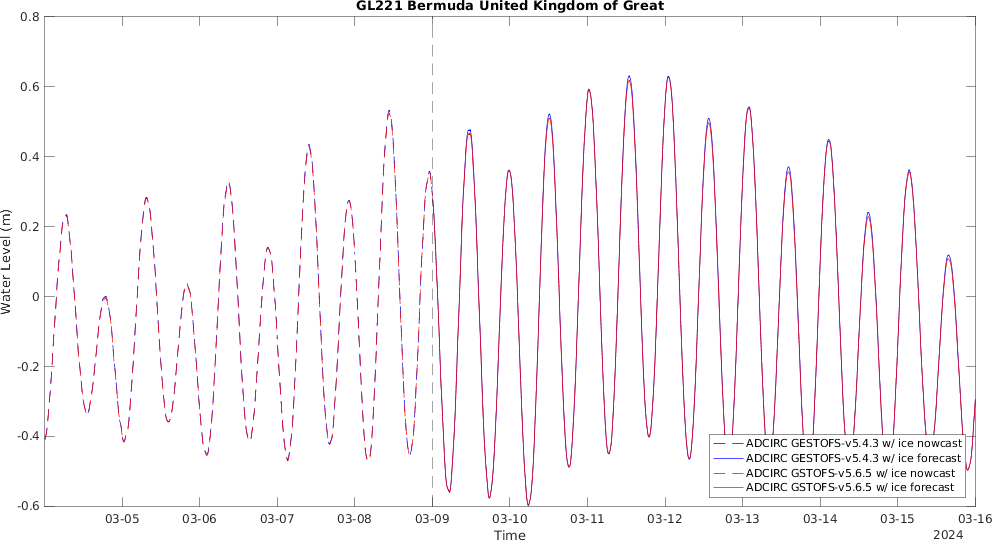 GL221 Bermuda United Kingdom of Great
0.8
0.6
0.4
0.2
0
-0.2
-0.4
-0.6
Water Level (m)
ADCIRC GESTOFS-v5.4.3 w/ ice nowcast
ADCIRC GESTOFS-v5.4.3 w/ ice forecast
ADCIRC GSTOFS-v5.6.5 w/ ice nowcast
ADCIRC GSTOFS-v5.6.5 w/ ice forecast
03-05 03-06 03-07 03-08 03-09 03-10 03-11 03-12 03-13 03-14 03-15 03-16
Time
2024